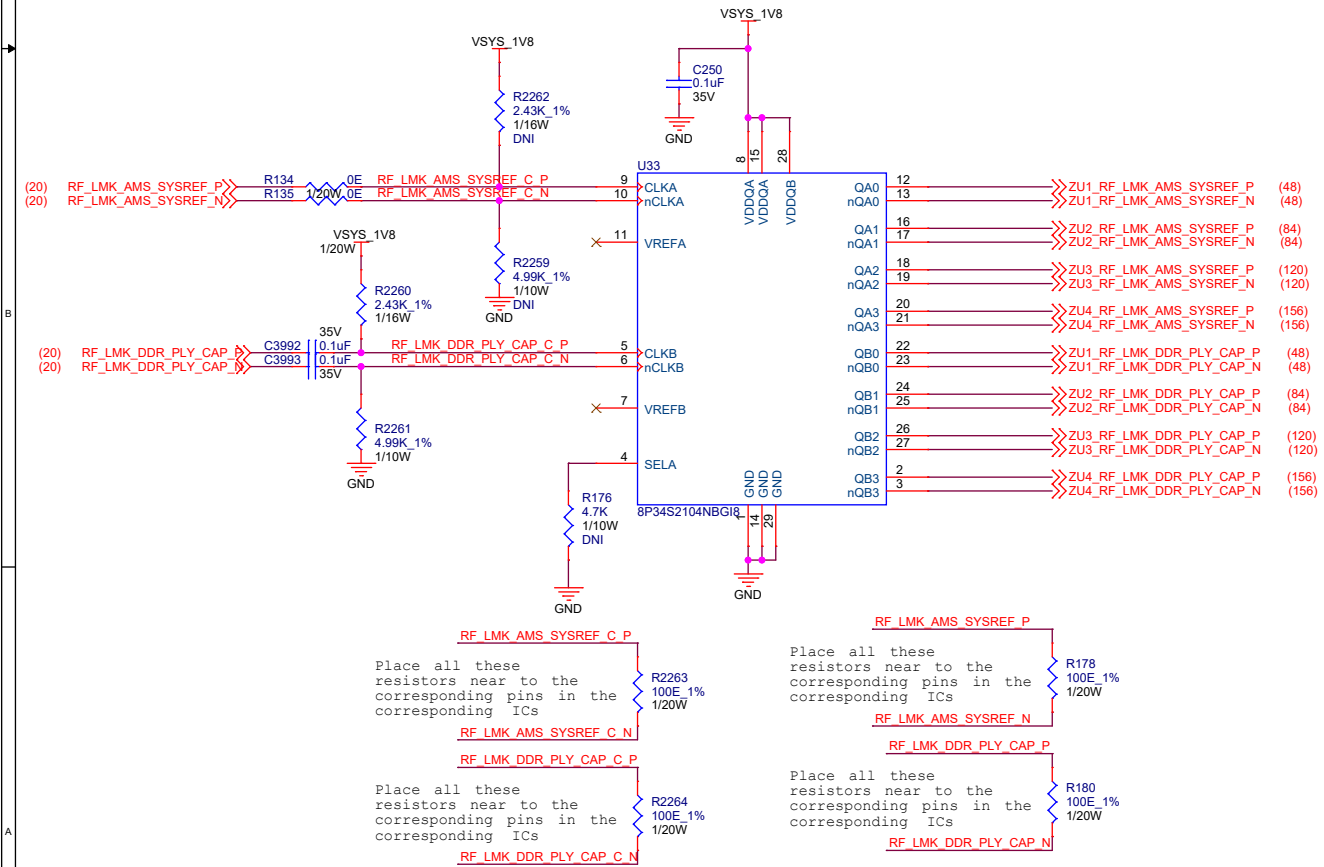 VSYS_1V8
VSYS_1V8
C250
0.1uF
35V
GND
R2262
2.43K_1%
1/16W
DNI
U33
8
15
28
(20) RF_LMK_AMS_SYSREF_P R134 0E RF_LMK_AMS_SYSREF_C_P 9 CLKA
(20) RF_LMK_AMS_SYSREF_N R135 1/20W 0E RF_LMK_AMS_SYSREF_C_N 10 nCLKA
VDDQA
VDDQA
VDDQB
QA0 12 ZU1_RF_LMK_AMS_SYSREF_P (48)
nQA0 13 ZU1_RF_LMK_AMS_SYSREF_N (48)
VSYS_1V8
1/20W
11 VREFA
QA1 16 ZU2_RF_LMK_AMS_SYSREF_P (84)
nQA1 17 ZU2_RF_LMK_AMS_SYSREF_N (84)
R2259
4.99K_1%
1/10W
DNI
GND
QA2 18 ZU3_RF_LMK_AMS_SYSREF_P (120)
nQA2 19 ZU3_RF_LMK_AMS_SYSREF_N (120)
R2260
2.43K_1%
1/16W
QA3 20 ZU4_RF_LMK_AMS_SYSREF_P (156)
nQA3 21 ZU4_RF_LMK_AMS_SYSREF_N (156)
B
35V
(20) RF_LMK_DDR_PLY_CAP_P C3992 0.1uF RF_LMK_DDR_PLY_CAP_C_P 5 CLKB
(20) RF_LMK_DDR_PLY_CAP_N C3993 0.1uF RF_LMK_DDR_PLY_CAP_C_N 6 nCLKB
35V
QB0 22 ZU1_RF_LMK_DDR_PLY_CAP_P (48)
nQB0 23 ZU1_RF_LMK_DDR_PLY_CAP_N (48)
7 VREFB
QB1 24 ZU2_RF_LMK_DDR_PLY_CAP_P (84)
nQB1 25 ZU2_RF_LMK_DDR_PLY_CAP_N (84)
R2261
4.99K_1%
1/10W
GND
QB2 26 ZU3_RF_LMK_DDR_PLY_CAP_P (120)
nQB2 27 ZU3_RF_LMK_DDR_PLY_CAP_N (120)
4 SELA
QB3 2 ZU4_RF_LMK_DDR_PLY_CAP_P (156)
nQB3 3 ZU4_RF_LMK_DDR_PLY_CAP_N (156)
GND
GND
GND
R176
4.7K
1/10W
DNI
GND
8P34S2104NBGI8
1
14
29
GND
RF_LMK_AMS_SYSREF_C_P
Place all these
resistors near to the
corresponding pins in the
corresponding ICs
R2263
100E_1%
1/20W
RF_LMK_AMS_SYSREF_C_N
RF_LMK_AMS_SYSREF_P
Place all these
resistors near to the
corresponding pins in the
corresponding ICs
R178
100E_1%
1/20W
RF_LMK_AMS_SYSREF_N
RF_LMK_DDR_PLY_CAP_C_P
Place all these
resistors near to the
corresponding pins in the
corresponding ICs
R2264
100E_1%
1/20W
RF_LMK_DDR_PLY_CAP_C_N
RF_LMK_DDR_PLY_CAP_P
Place all these
resistors near to the
corresponding pins in the
corresponding ICs
R180
100E_1%
1/20W
RF_LMK_DDR_PLY_CAP_N
A